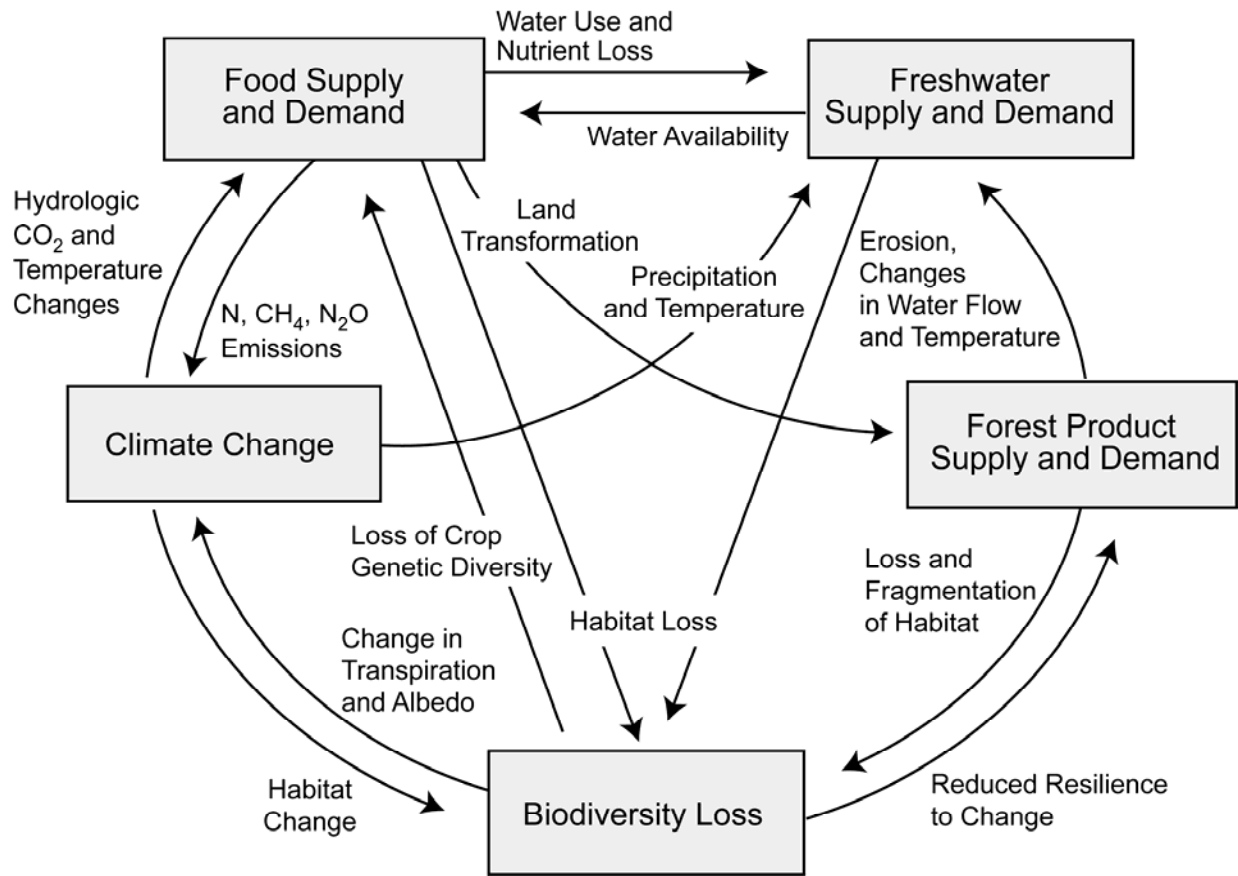 Water Use and
Nutrient Loss
Food Supply
and Demand
Freshwater
Supply and Demand
Water Availability
Hydrologic
CO₂ and
Temperature
Changes
Land
Transformation
Erosion,
Changes
in Water Flow
and Temperature
Precipitation
and Temperature
N, CH₄, N₂O
Emissions
Climate Change
Forest Product
Supply and Demand
Loss of Crop
Genetic Diversity
Loss and
Fragmentation
of Habitat
Habitat Loss
Change in
Transpiration
and Albedo
Habitat
Change
Biodiversity Loss
Reduced Resilience
to Change